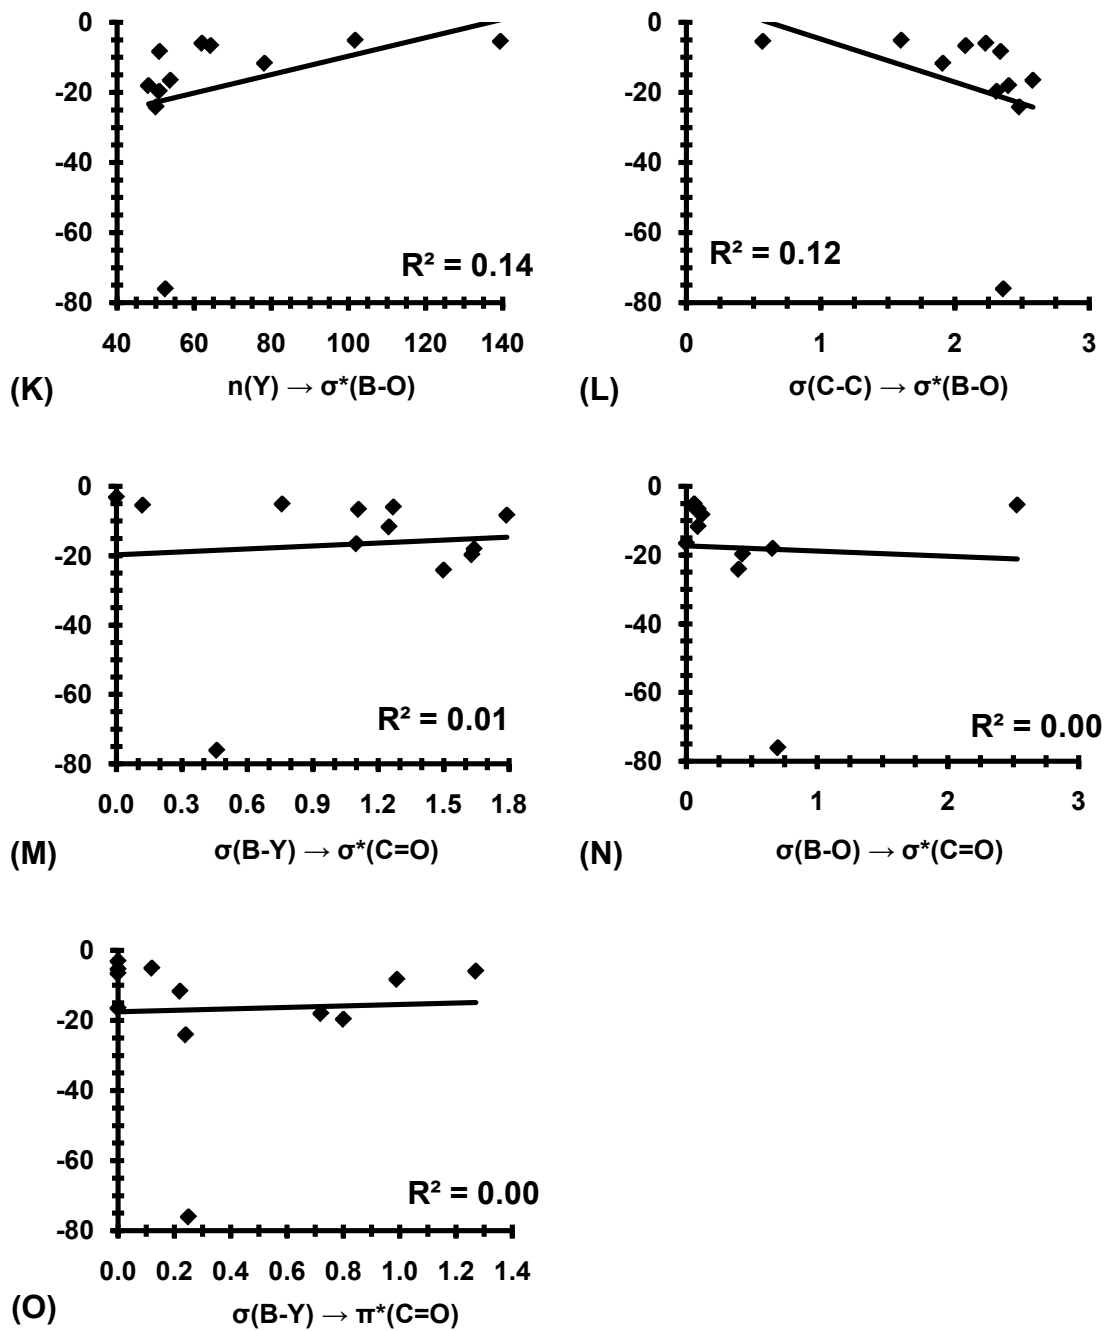 0
-20
-40
-60
-80
R² = 0.14
40 60 80 100 120 140
(K) n(Y) → σ*(B-O)
0
-20
-40
-60
-80
R² = 0.12
0 1 2 3
(L) σ(C-C) → σ*(B-O)
0
-20
-40
-60
-80
R² = 0.01
0.0 0.3 0.6 0.9 1.2 1.5 1.8
(M) σ(B-Y) → σ*(C=O)
0
-20
-40
-60
-80
R² = 0.00
0 1 2 3
(N) σ(B-O) → σ*(C=O)
0
-20
-40
-60
-80
R² = 0.00
0.0 0.2 0.4 0.6 0.8 1.0 1.2 1.4
(O) σ(B-Y) → π*(C=O)